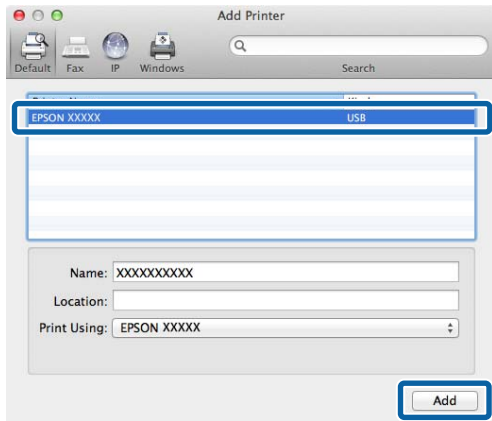 Add Printer
Default Fax IP Windows Search
EPSON XXXXX USB
Name: XXXXXXXXXX
Location:
Print Using: EPSON XXXXX
Add